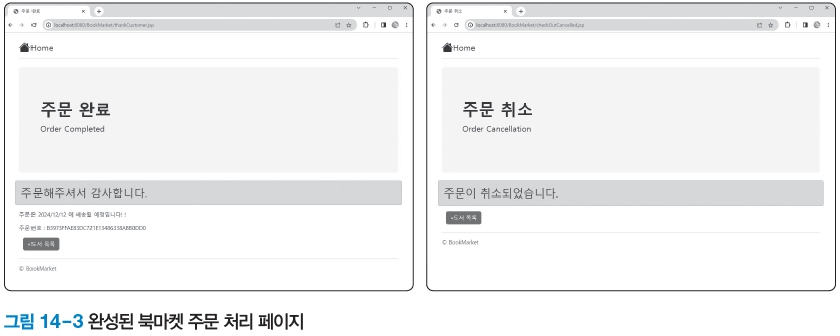 주문 완료
localhost:8080/BookMarket/thankCustomer.jsp
Home
주문 완료
Order Completed
주문해주셔서 감사합니다.
주문은 2024/12/12 에 배송될 예정입니다! !
주문번호 :
«도서 목록
© BookMarket
주문 취소
localhost:8080/BookMarket/checkOutCancelled.jsp
Home
주문 취소
Order Cancellation
주문이 취소되었습니다.
«도서 목록
© BookMarket
그림 14-3 완성된 북마켓 주문 처리 페이지